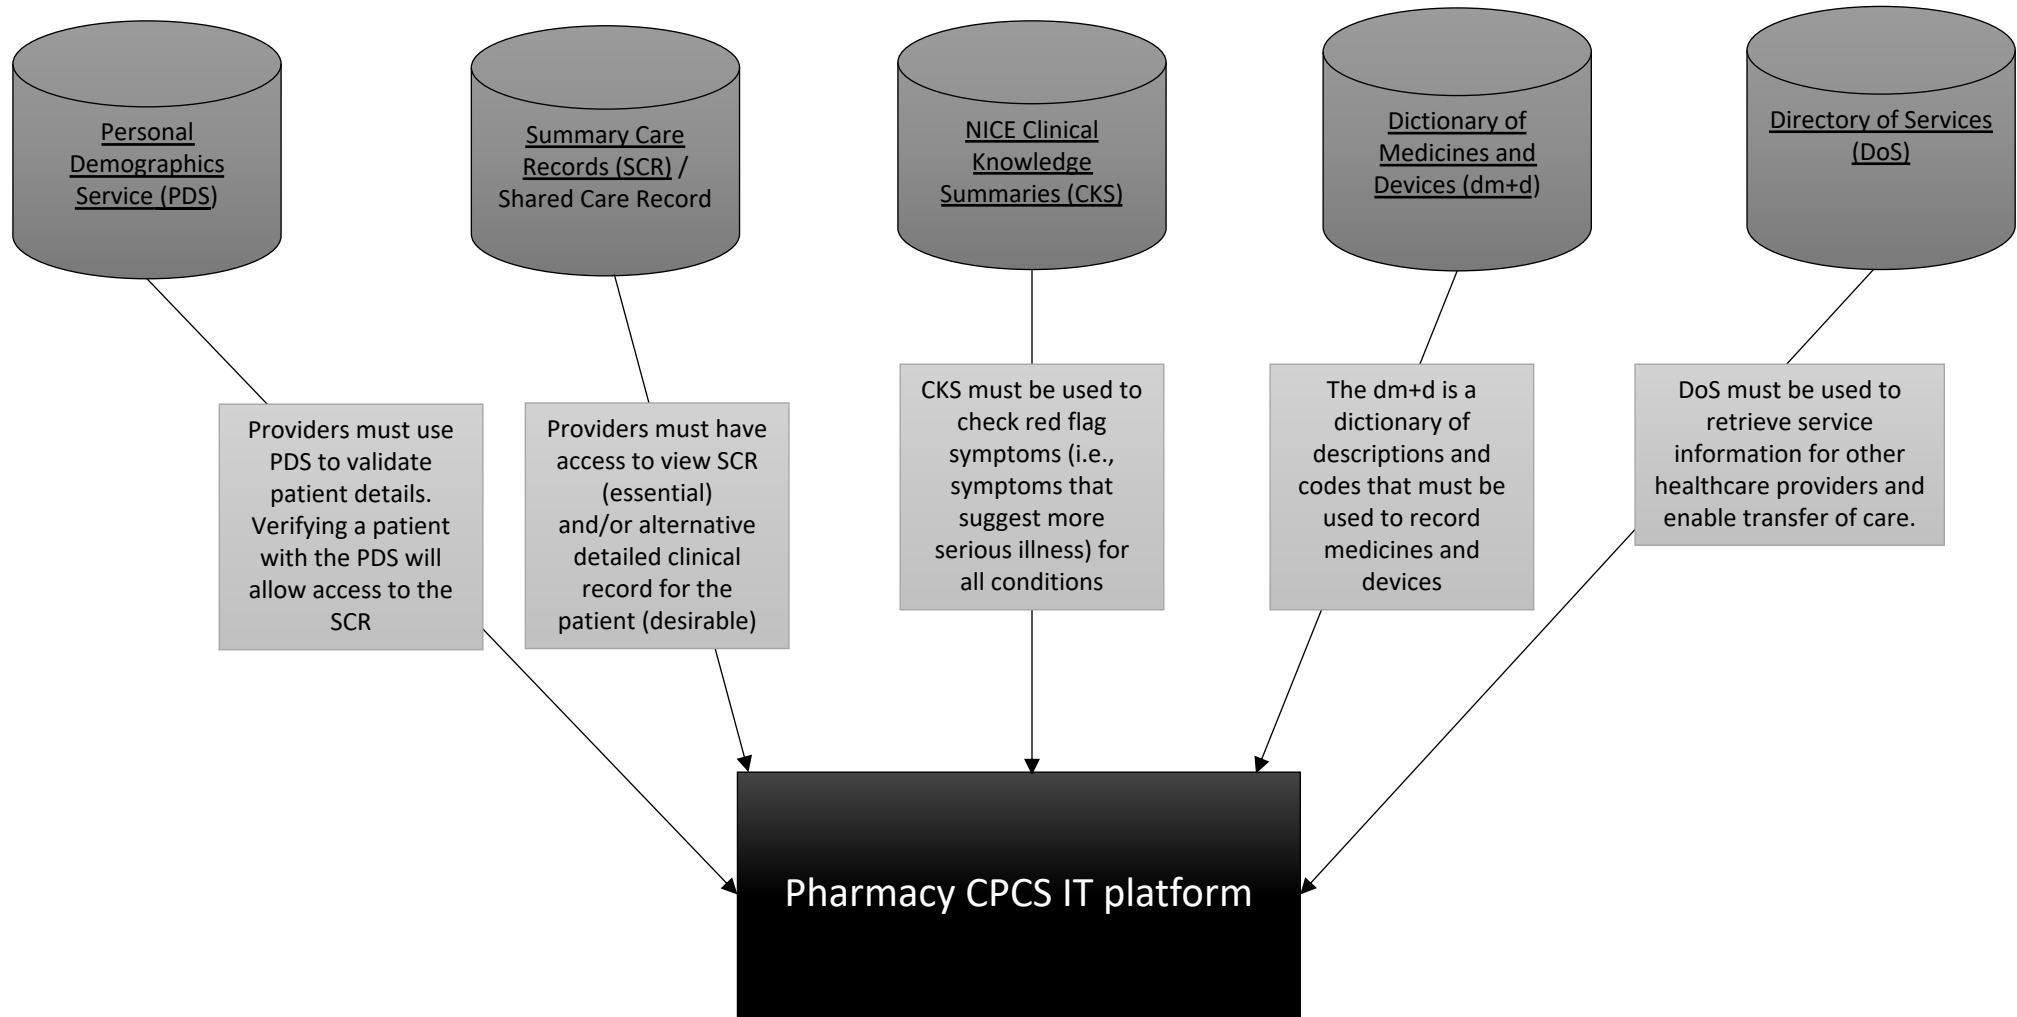 Personal
Demographics
Service (PDS)
Summary Care
Records (SCR) /
Shared Care Record
NICE Clinical
Knowledge
Summaries (CKS)
Dictionary of
Medicines and
Devices (dm+d)
Directory of Services
(DoS)
Providers must use
PDS to validate
patient details.
Verifying a patient
with the PDS will
allow access to the
SCR
Providers must have
access to view SCR
(essential)
and/or alternative
detailed clinical
record for the
patient (desirable)
CKS must be used to
check red flag
symptoms (i.e.,
symptoms that
suggest more
serious illness) for
all conditions
The dm+d is a
dictionary of
descriptions and
codes that must be
used to record
medicines and
devices
DoS must be used to
retrieve service
information for other
healthcare providers and
enable transfer of care.
Pharmacy CPCS IT platform